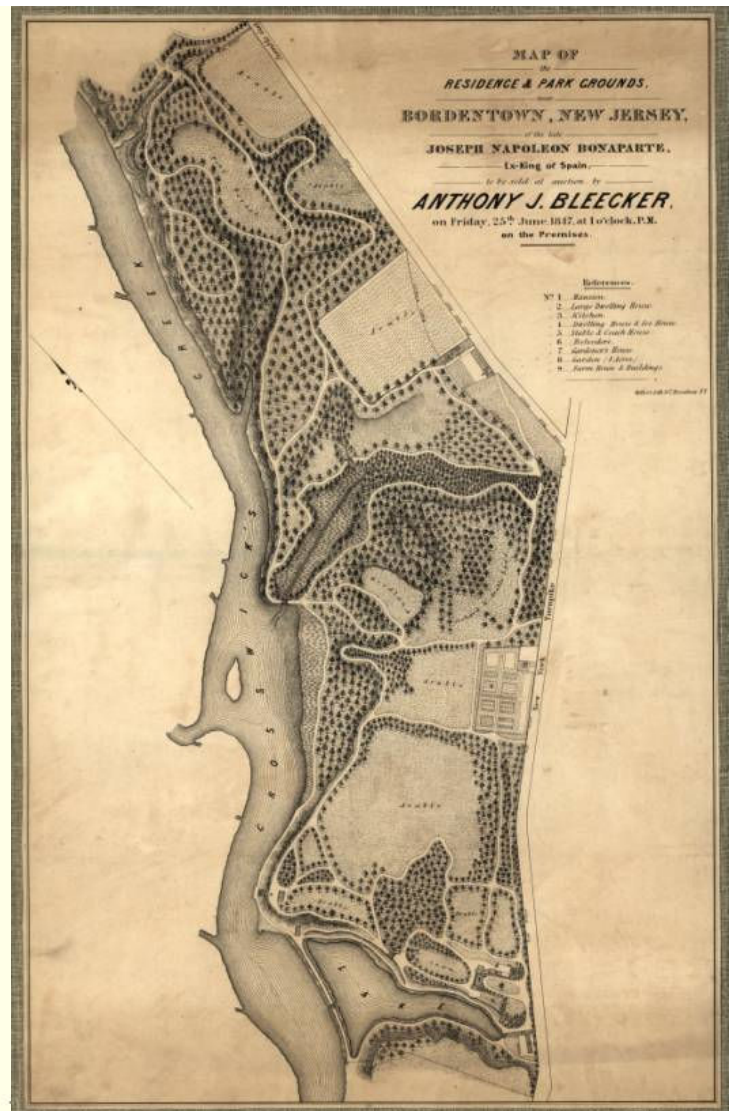 MAP OF
the
RESIDENCE & PARK GROUNDS,
near
BORDENTOWN, NEW JERSEY,
of the late
JOSEPH NAPOLEON BONAPARTE,
Ex-King of Spain,
to be sold at auction by
ANTHONY J. BLEECKER,
on Friday, 25th June, 1847, at 1 o'clock, P.M.
on the Premises.
References.
No 1 Mansion.
2 Large Dwelling House.
3 Kitchen.
4 Dwelling House & Ice House
5 Stable & Coach House
6 Belvedere.
7 Gardener's House
8 Garden
9 Farm House & Buildings
Arable
Arable
Arable
Arable
Arable
CROSSWICK'S CREEK
New York Turnpike
LAKE